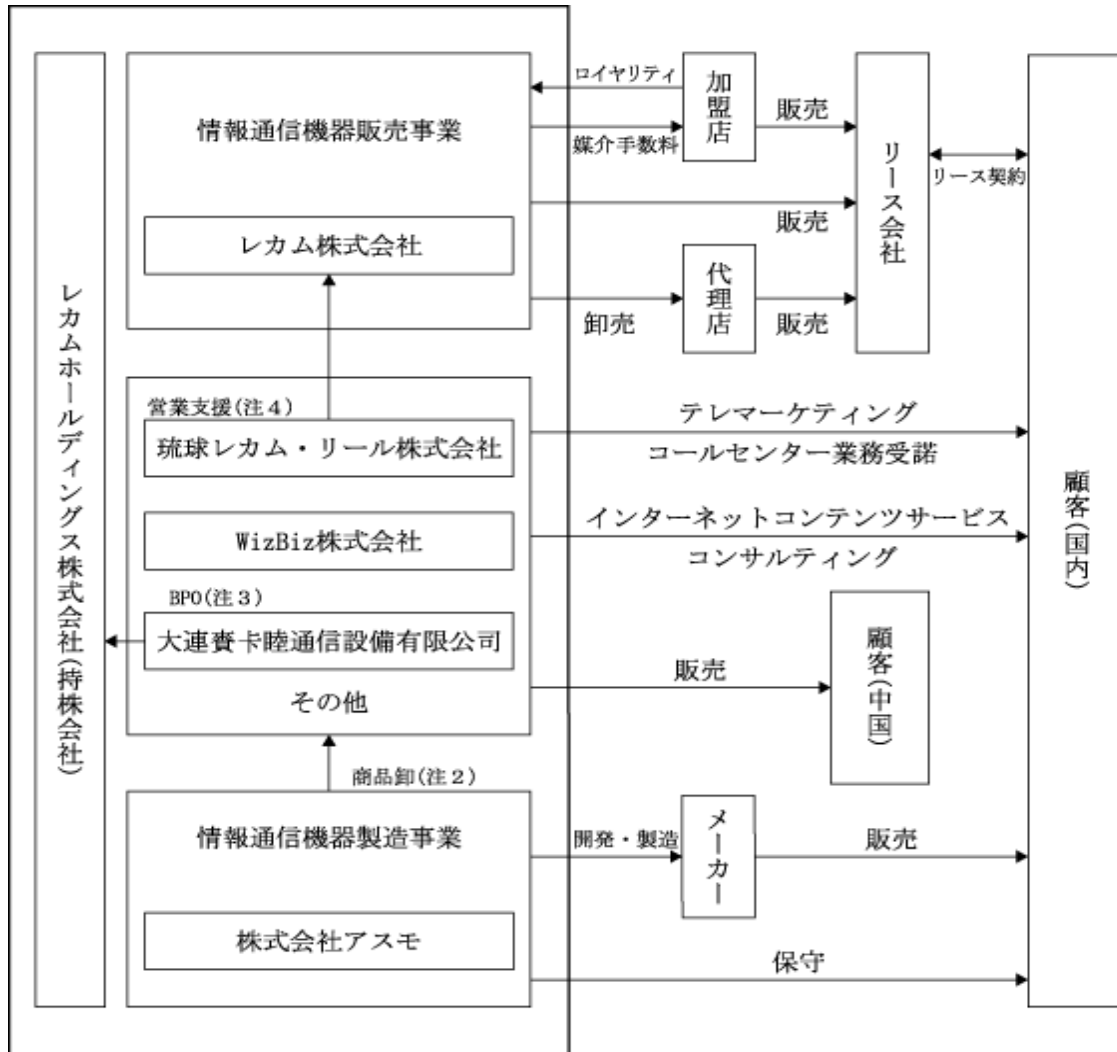 レカムホールディングス株式会社(持株会社)
情報通信機器販売事業
レカム株式会社
ロイヤリティ
媒介手数料
加盟店
販売
販売
卸売
代理店
販売
リース会社
リース契約
顧客(国内)
営業支援(注4)
琉球レカム・リール株式会社
WizBiz株式会社
BPO(注3)
大連賚卡睦通信設備有限公司
その他
テレマーケティング
コールセンター業務受諾
インターネットコンテンツサービス
コンサルティング
販売
顧客(中国)
商品卸(注2)
情報通信機器製造事業
株式会社アスモ
開発・製造
メーカー
販売
保守